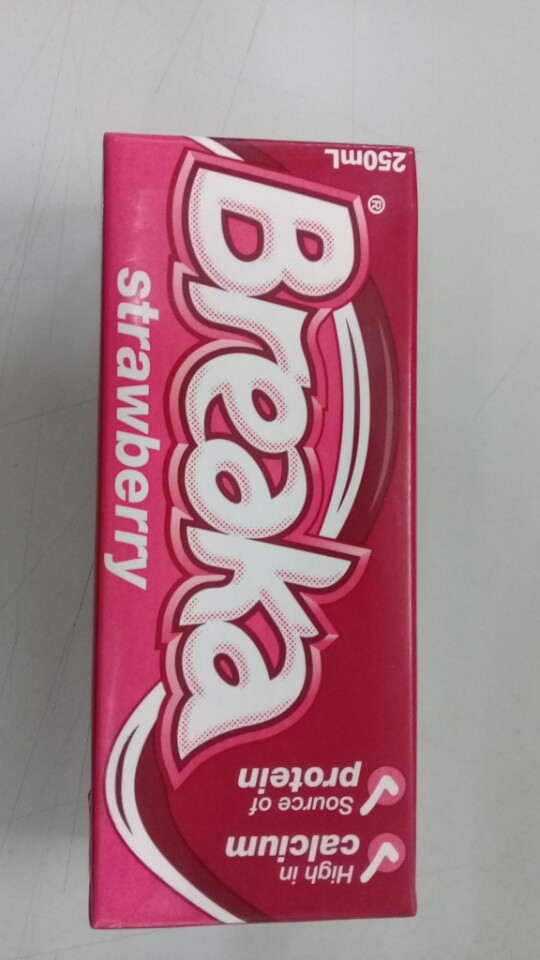 High in
calcium
Source of
protein
Breaka®
strawberry
250mL